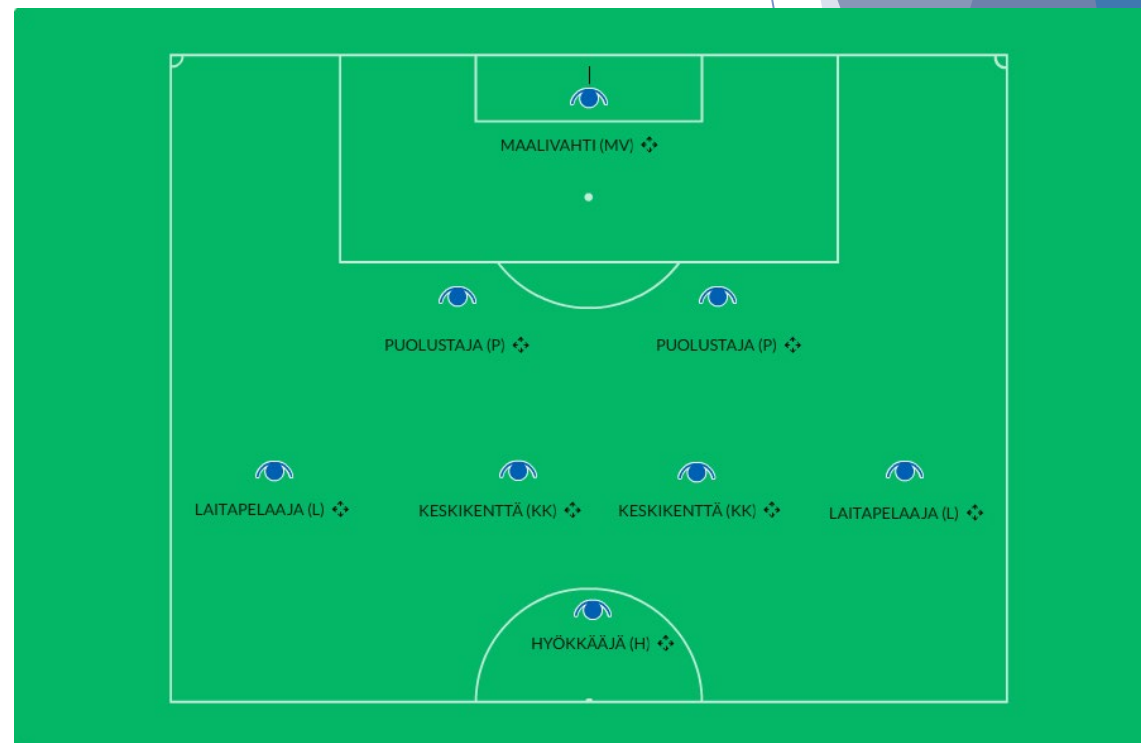 MAALIVAHTI (MV)
PUOLUSTAJA (P)
PUOLUSTAJA (P)
LAITAPELAAJA (L)
KESKIKENTTÄ (KK)
KESKIKENTTÄ (KK)
LAITAPELAAJA (L)
HYÖKKÄÄJÄ (H)